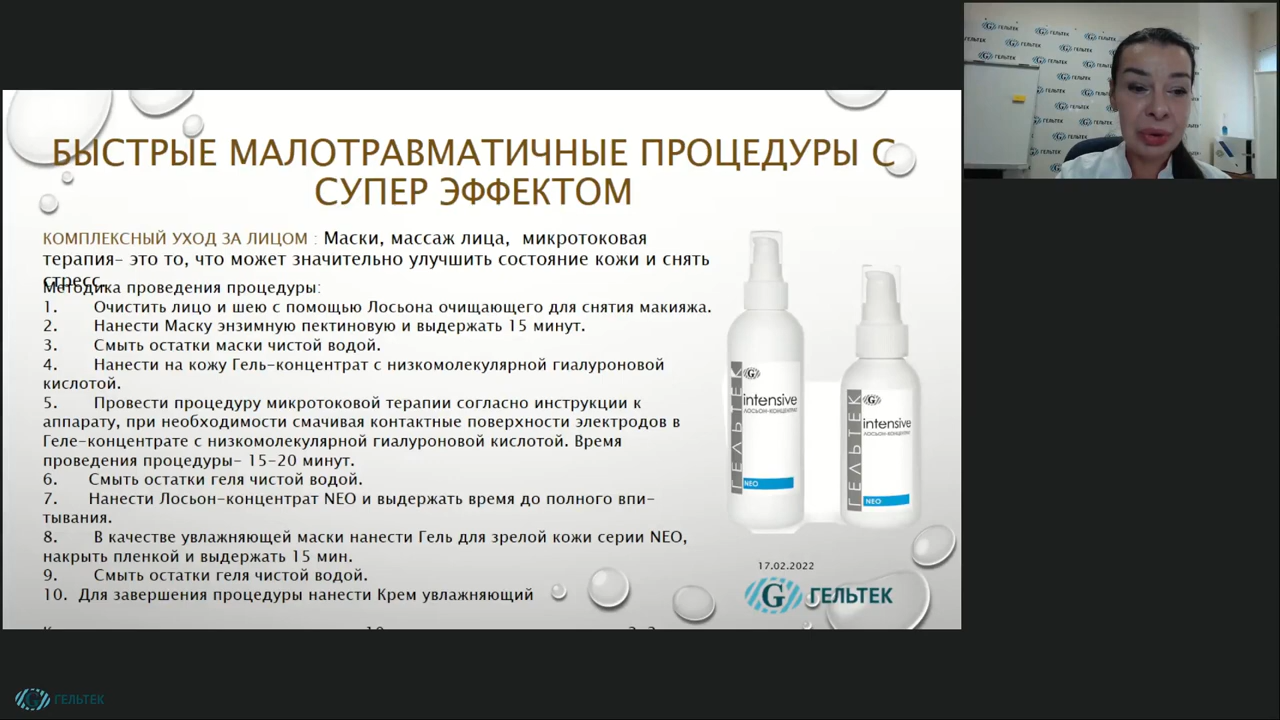 БЫСТРЫЕ МАЛОТРАВМАТИЧНЫЕ ПРОЦЕДУРЫ С
СУПЕР ЭФФЕКТОМ
КОМПЛЕКСНЫЙ УХОД ЗА ЛИЦОМ : Маски, массаж лица, микротоковая
терапия– это то, что может значительно улучшить состояние кожи и снять
стресс.
Методика проведения процедуры:
1. Очистить лицо и шею с помощью Лосьона очищающего для снятия макияжа.
2. Нанести Маску энзимную пектиновую и выдержать 15 минут.
3. Смыть остатки маски чистой водой.
4. Нанести на кожу Гель–концентрат с низкомолекулярной гиалуроновой
кислотой.
5. Провести процедуру микротоковой терапии согласно инструкции к
аппарату, при необходимости смачивая контактные поверхности электродов в
Геле–концентрате с низкомолекулярной гиалуроновой кислотой. Время
проведения процедуры– 15–20 минут.
6. Смыть остатки геля чистой водой.
7. Нанести Лосьон–концентрат NEO и выдержать время до полного впи–
тывания.
8. В качестве увлажняющей маски нанести Гель для зрелой кожи серии NEO,
накрыть пленкой и выдержать 15 мин.
9. Смыть остатки геля чистой водой.
10. Для завершения процедуры нанести Крем увлажняющий
ГЕЛЬТЕК
G
intensive
ЛОСЬОН-КОНЦЕНТРАТ
NEO
ГЕЛЬТЕК
G
intensive
ЛОСЬОН-КОНЦЕНТРАТ
NEO
17.02.2022
G ГЕЛЬТЕК
G ГЕЛЬТЕК